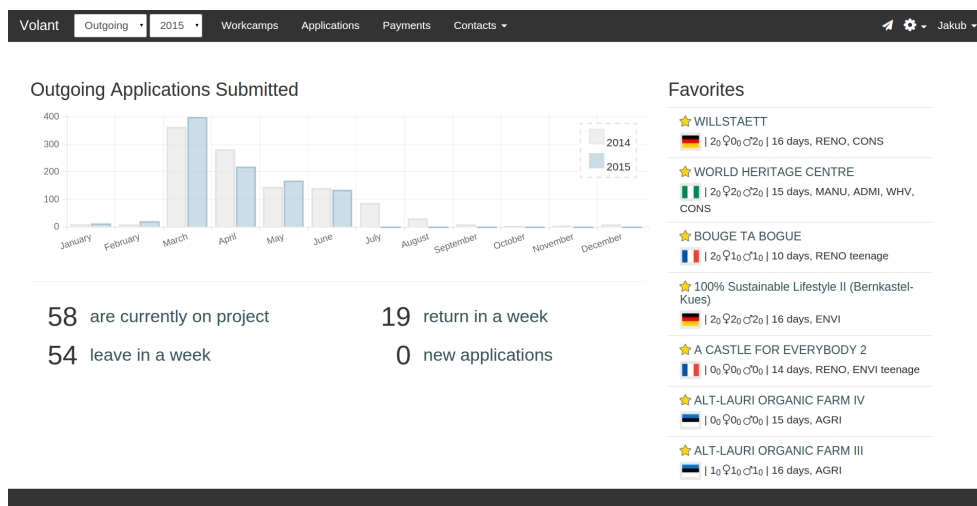 Volant Outgoing 2015 Workcamps Applications Payments Contacts Jakub
Outgoing Applications Submitted
400
300
200
100
0
2014
2015
January February March April May June July August September October November December
58 are currently on project
19 return in a week
54 leave in a week
0 new applications
Favorites
WILLSTAETT
| 2₀♀0₀♂2₀ | 16 days, RENO, CONS
WORLD HERITAGE CENTRE
| 2₀♀2₀♂2₀ | 15 days, MANU, ADMI, WHV,
CONS
BOUGE TA BOGUE
| 2₀♀1₀♂1₀ | 10 days, RENO teenage
100% Sustainable Lifestyle II (Bernkastel-
Kues)
| 2₀♀2₀♂2₀ | 16 days, ENVI
A CASTLE FOR EVERYBODY 2
| 0₀♀0₀♂0₀ | 14 days, RENO, ENVI teenage
ALT-LAURI ORGANIC FARM IV
| 0₀♀0₀♂0₀ | 15 days, AGRI
ALT-LAURI ORGANIC FARM III
| 1₀♀1₀♂1₀ | 16 days, AGRI